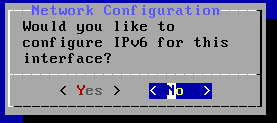 Network Configuration
Would you like to
configure IPv6 for this
interface?
< Yes > < No >